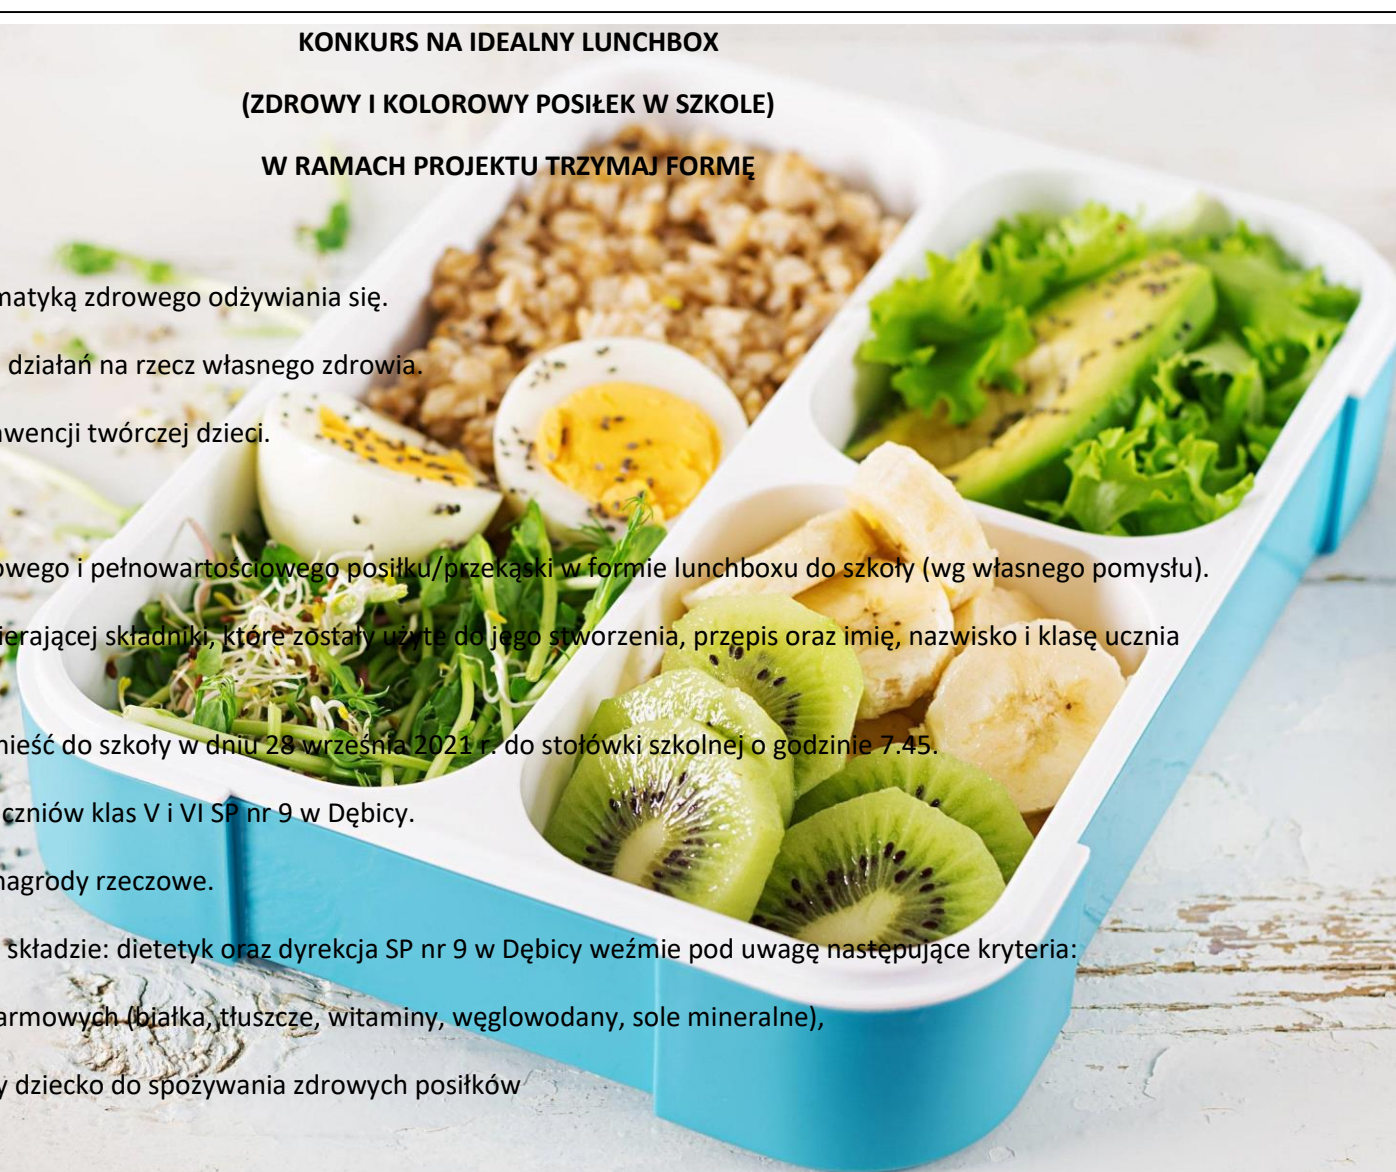 KONKURS NA IDEALNY LUNCHBOX
(ZDROWY I KOLOROWY POSIŁEK W SZKOLE)
W RAMACH PROJEKTU TRZYMAJ FORMĘ
matyką zdrowego odżywiania się.
działań na rzecz własnego zdrowia.
nwencji twórczej dzieci.
owego i pełnowartościowego posiłku/przekąski w formie lunchboxu do szkoły (wg własnego pomysłu).
ierającej składniki, które zostały użyte do jego stworzenia, przepis oraz imię, nazwisko i klasę ucznia
nieść do szkoły w dniu 28 września 2021 r. do stołówki szkolnej o godzinie 7.45.
czniów klas V i VI SP nr 9 w Dębicy.
nagrody rzeczowe.
składzie: dietetyk oraz dyrekcja SP nr 9 w Dębicy weźmie pod uwagę następujące kryteria:
armowych (białka, tłuszcze, witaminy, węglowodany, sole mineralne),
y dziecko do spożywania zdrowych posiłków